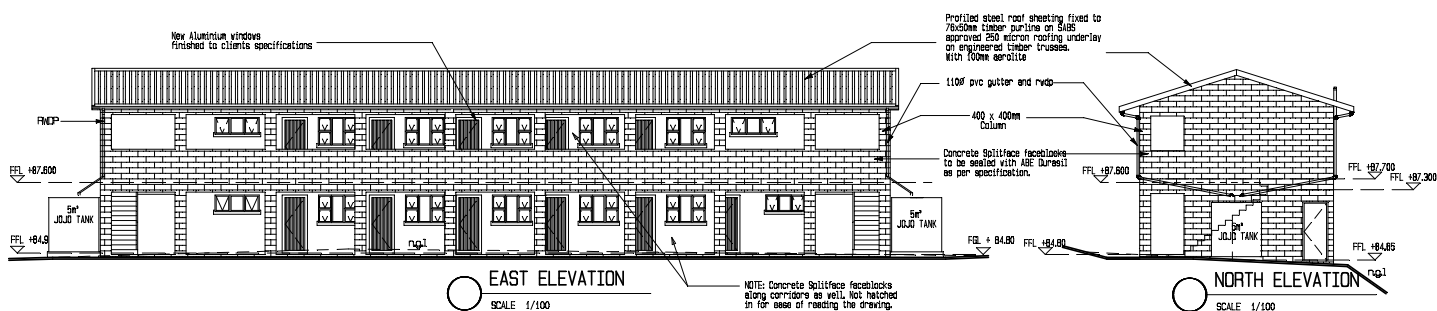 New Aluminium windows
finished to clients specifications
Profiled steel roof sheeting fixed to
76x50mm timber purlins on SABS
approved 250 micron roofing underlay
on engineered timber trusses.
With 100mm aerolite
110Ø pvc gutter and rwdp
RWDP
400 x 400mm
Column
Concrete Splitface faceblocks
to be sealed with ABE Durasil
as per specification.
FFL +87.600
FFL +87.600
FFL +87.700
FFL +87.300
5m³
JOJO TANK
5m³
JOJO TANK
5m³
JOJO TANK
FFL +84.9
n.g.l
FGL + 84.80
FFL +84.80
FFL +84.65
n.g.l
EAST ELEVATION
SCALE 1/100
NOTE: Concrete Splitface faceblocks
along corridors as well. Not hatched
in for ease of reading the drawing.
NORTH ELEVATION
SCALE 1/100